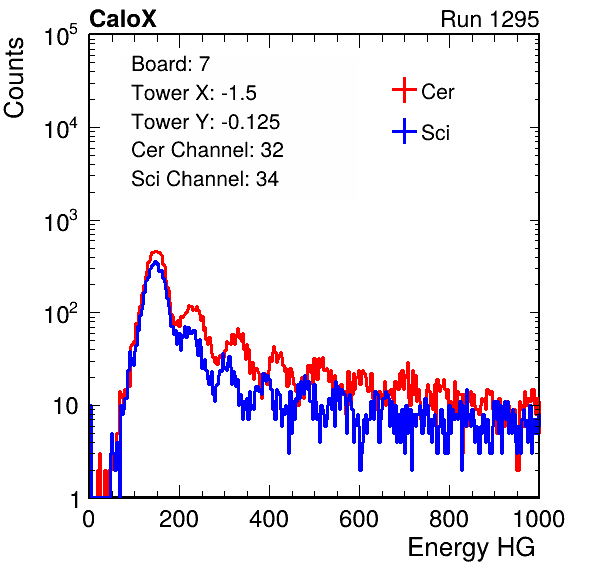 CaloX Run 1295
Counts
10^5
10^4
10^3
10^2
10
1
Board: 7
Tower X: -1.5
Tower Y: -0.125
Cer Channel: 32
Sci Channel: 34
Cer
Sci
0 200 400 600 800 1000
Energy HG